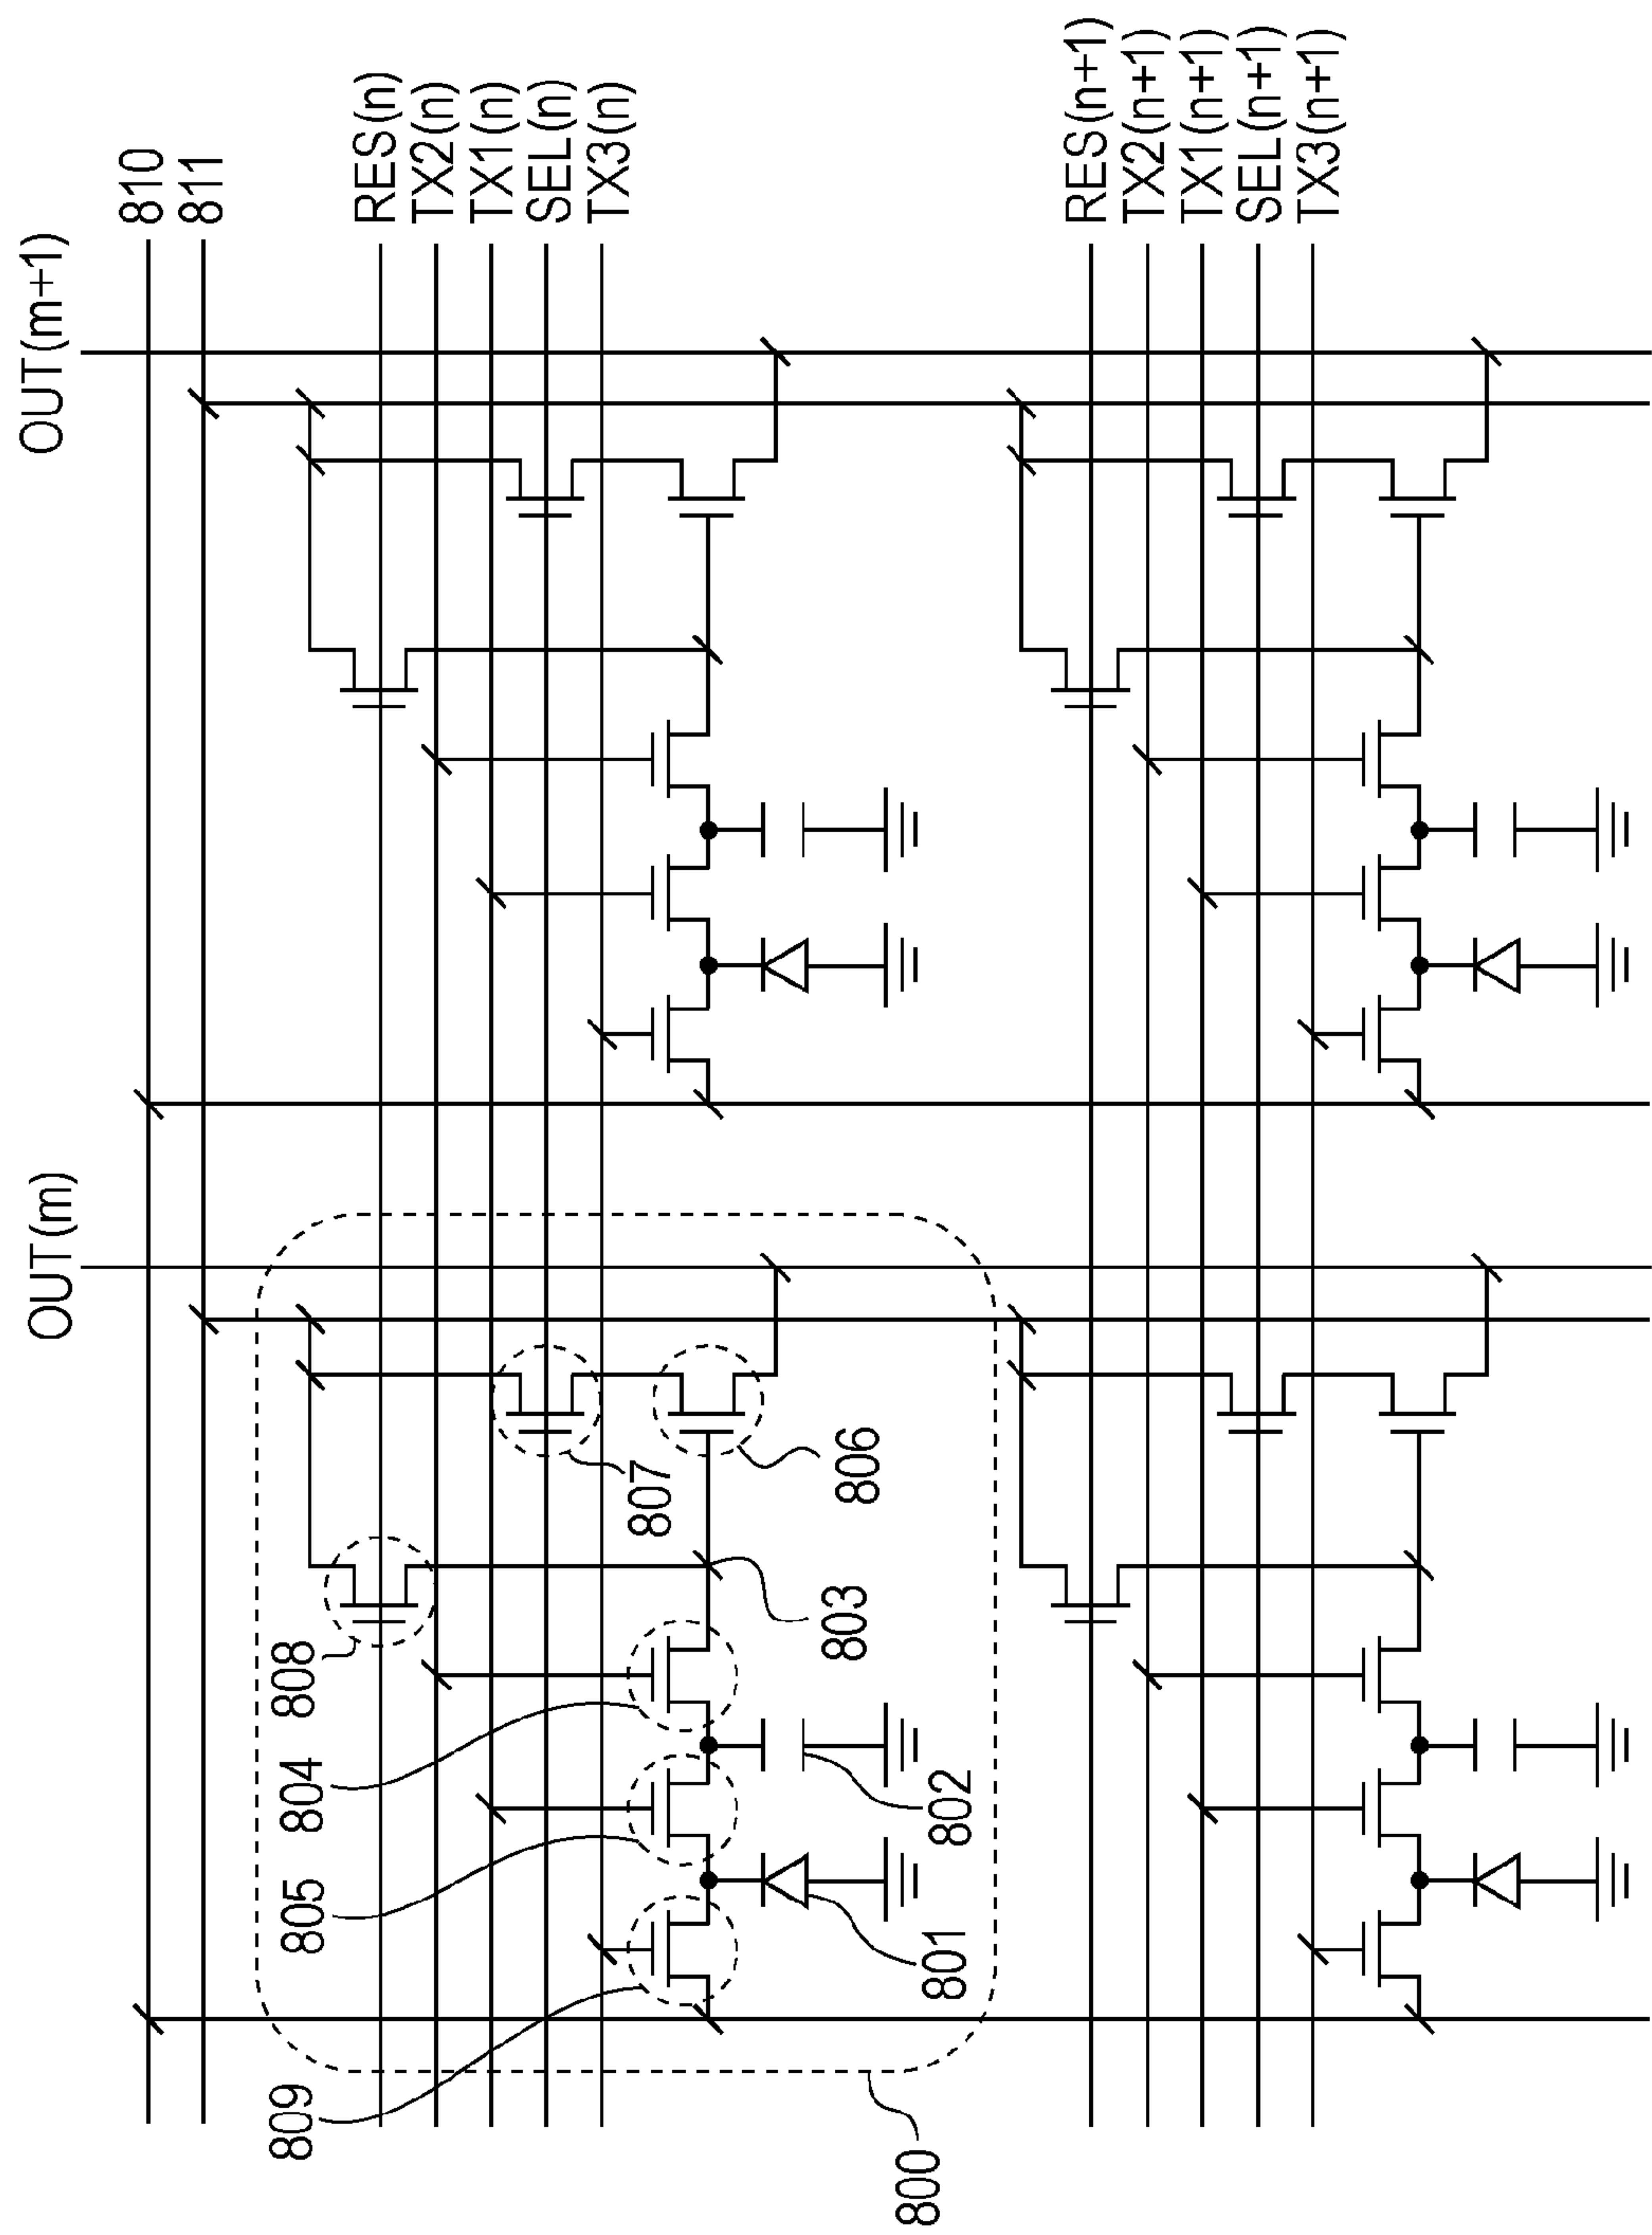 OUT(m)
OUT(m+1)
810
811
RES(n)
TX2(n)
TX1(n)
SEL(n)
TX3(n)
RES(n+1)
TX2(n+1)
TX1(n+1)
SEL(n+1)
TX3(n+1)
809
805
804
808
807
806
803
802
801
800